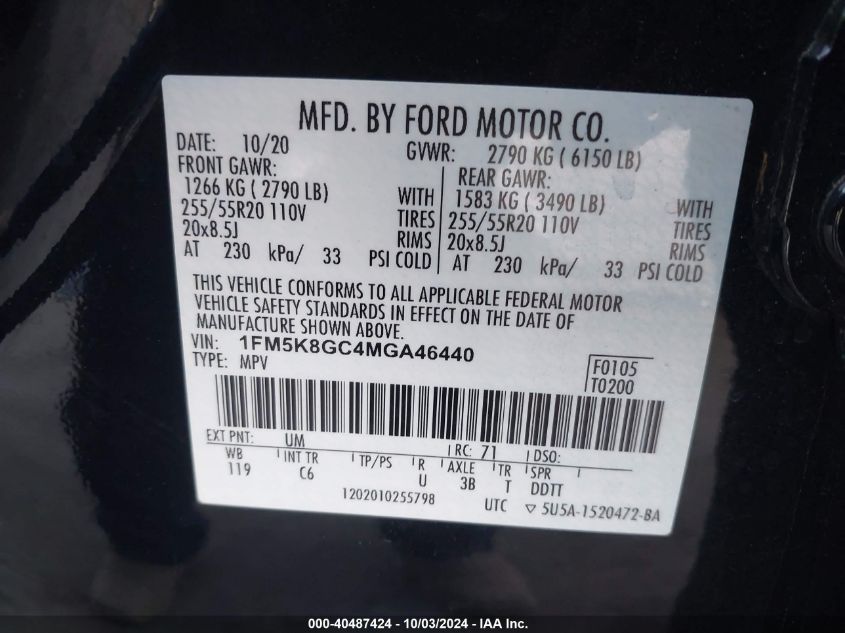 MFD. BY FORD MOTOR CO.
DATE: 10/20 GVWR: 2790 KG ( 6150 LB)
FRONT GAWR: REAR GAWR:
1266 KG ( 2790 LB) WITH 1583 KG ( 3490 LB) WITH
255/55R20 110V TIRES 255/55R20 110V TIRES
20x8.5J RIMS 20x8.5J RIMS
AT 230 kPa/ 33 PSI COLD AT 230 kPa/ 33 PSI COLD
THIS VEHICLE CONFORMS TO ALL APPLICABLE FEDERAL MOTOR
VEHICLE SAFETY STANDARDS IN EFFECT ON THE DATE OF
MANUFACTURE SHOWN ABOVE.
VIN: 1FM5K8GC4MGA46440
TYPE: MPV
F0105
T0200
EXT PNT: UM RC: 71 DSO:
WB INT TR TP/PS R AXLE TR SPR
119 C6 U 3B T DDTT
1202010255798 UTC ▽ 5U5A-1520472-BA
000-40487424 - 10/03/2024 - IAA Inc.